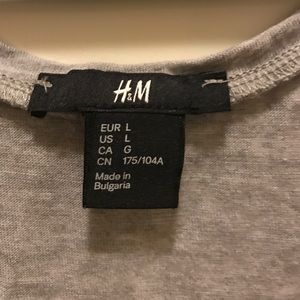 H&M
EUR L
US L
CA G
CN 175/104A
Made in
Bulgaria